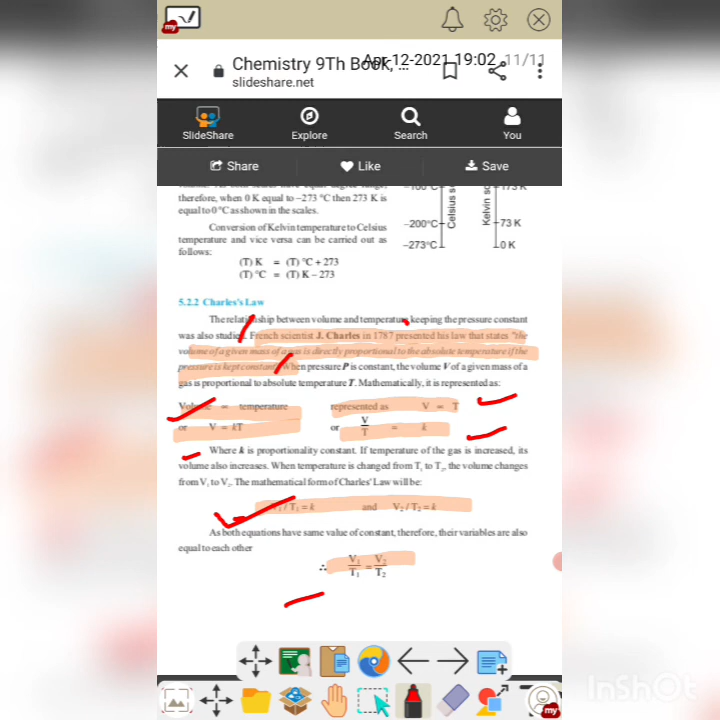 my
Chemistry 9Th Book, ...
Apr-12-2021 19:02 11/11
slideshare.net
SlideShare Explore Search You
Share Like Save
therefore, when 0 K equal to –273 °C then 273 K is
equal to 0°C as shown in the scales.
Conversion of Kelvin temperature to Celsius
temperature and vice versa can be carried out as
follows:
(T) K = (T) °C + 273
(T) °C = (T) K – 273
–100°C 173 K
–200°C 73 K
–273°C 0 K
Celsius s
Kelvin sc
5.2.2 Charles's Law
The relationship between volume and temperature keeping the pressure constant
was also studied. French scientist J. Charles in 1787 presented his law that states "the
volume of a given mass of a gas is directly proportional to the absolute temperature if the
pressure is kept constant". When pressure P is constant, the volume V of a given mass of a
gas is proportional to absolute temperature T. Mathematically, it is represented as:
Volume ∝ temperature represented as V ∝ T
or V = kT or V/T = k
Where k is proportionality constant. If temperature of the gas is increased, its
volume also increases. When temperature is changed from T₁ to T₂, the volume changes
from V₁ to V₂. The mathematical form of Charles' Law will be:
V₁ / T₁ = k and V₂ / T₂ = k
As both equations have same value of constant, therefore, their variables are also
equal to each other
∴ V₁/T₁ = V₂/T₂
my
InShOt